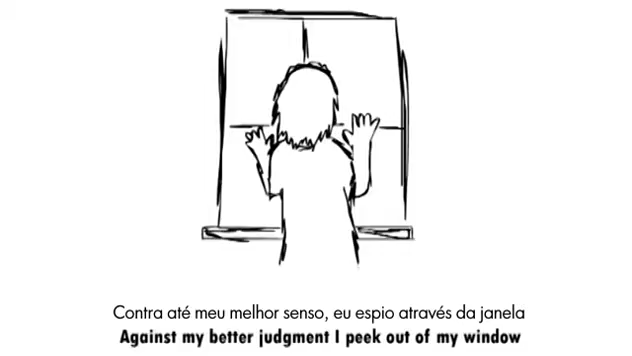 Contra até meu melhor senso, eu espio através da janela
Against my better judgment I peek out of my window